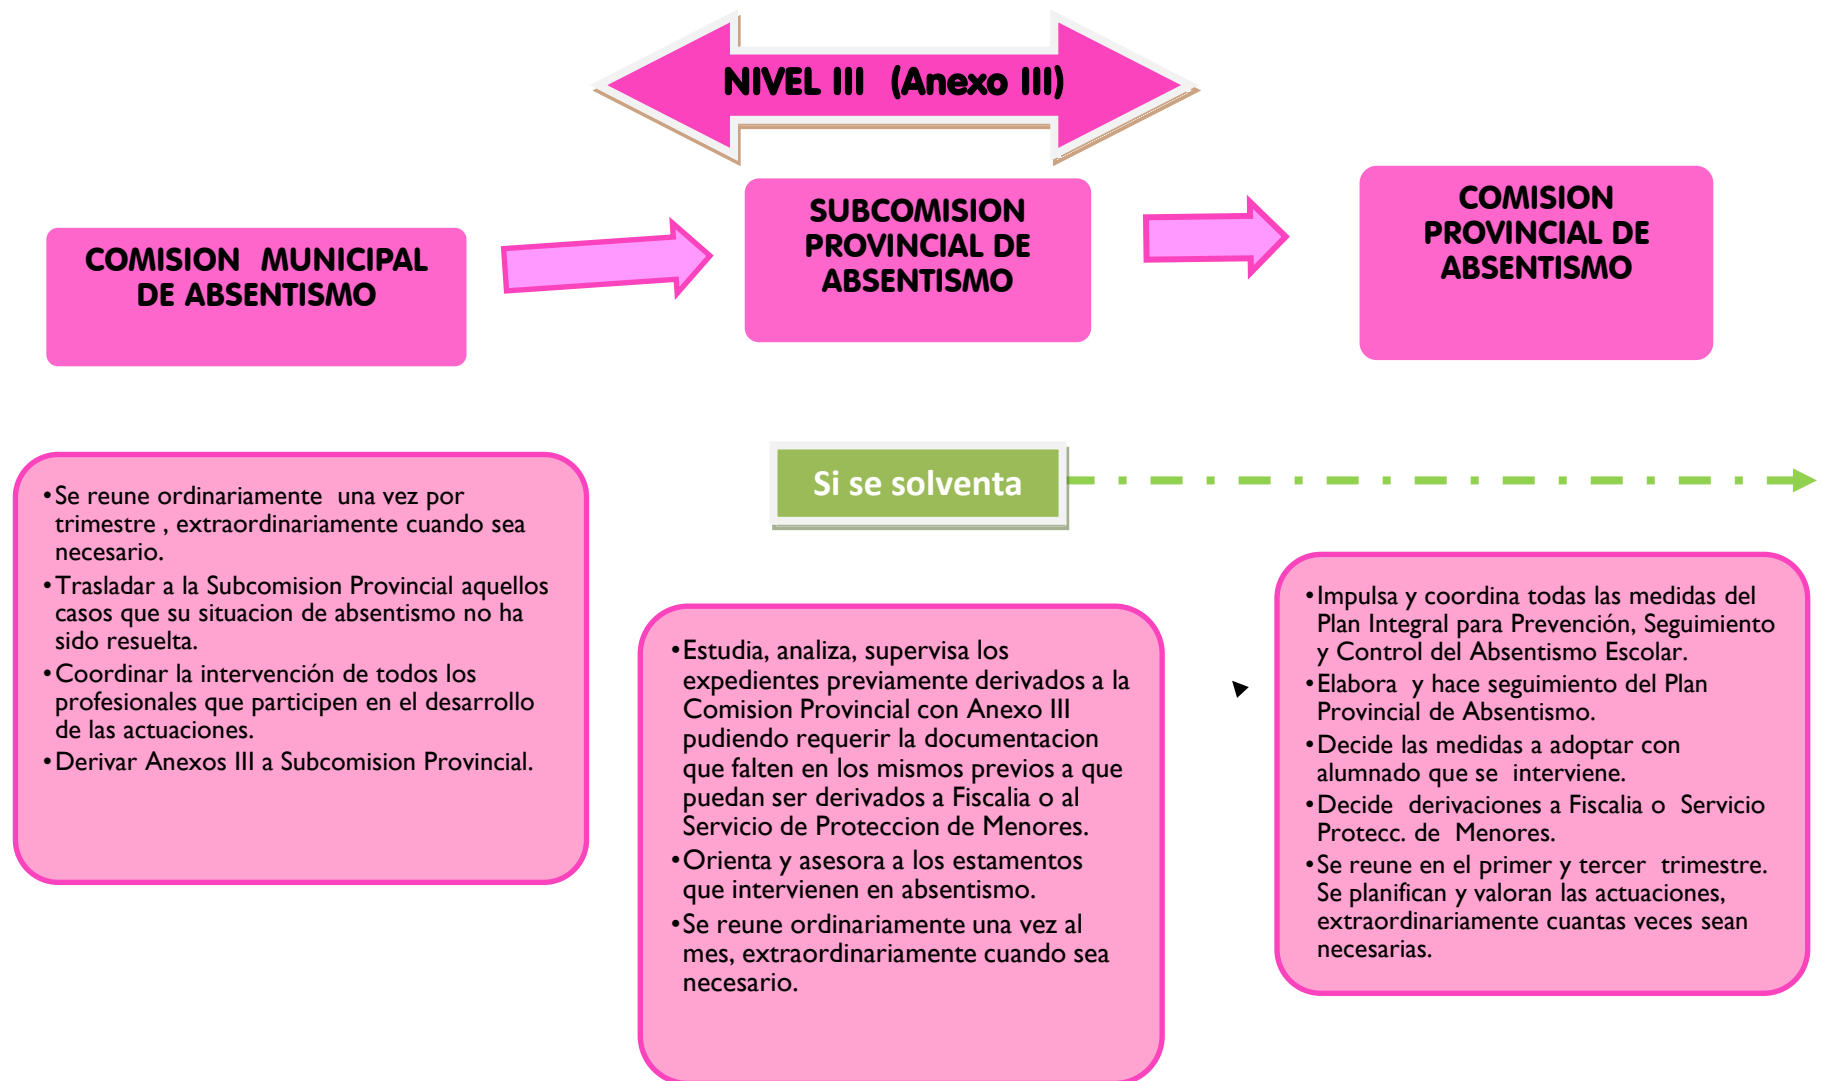 NIVEL III (Anexo III)
COMISION MUNICIPAL
DE ABSENTISMO
SUBCOMISION
PROVINCIAL DE
ABSENTISMO
COMISION
PROVINCIAL DE
ABSENTISMO
Si se solventa
•Se reune ordinariamente una vez por
trimestre , extraordinariamente cuando sea
necesario.
•Trasladar a la Subcomision Provincial aquellos
casos que su situacion de absentismo no ha
sido resuelta.
•Coordinar la intervención de todos los
profesionales que participen en el desarrollo
de las actuaciones.
•Derivar Anexos III a Subcomision Provincial.
•Estudia, analiza, supervisa los
expedientes previamente derivados a la
Comision Provincial con Anexo III
pudiendo requerir la documentacion
que falten en los mismos previos a que
puedan ser derivados a Fiscalia o al
Servicio de Proteccion de Menores.
•Orienta y asesora a los estamentos
que intervienen en absentismo.
•Se reune ordinariamente una vez al
mes, extraordinariamente cuando sea
necesario.
•Impulsa y coordina todas las medidas del
Plan Integral para Prevención, Seguimiento
y Control del Absentismo Escolar.
•Elabora y hace seguimiento del Plan
Provincial de Absentismo.
•Decide las medidas a adoptar con
alumnado que se interviene.
•Decide derivaciones a Fiscalia o Servicio
Protecc. de Menores.
•Se reune en el primer y tercer trimestre.
Se planifican y valoran las actuaciones,
extraordinariamente cuantas veces sean
necesarias.